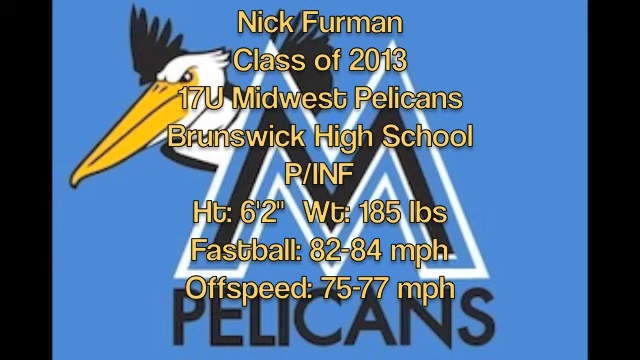 Nick Furman
Class of 2013
17U Midwest Pelicans
Brunswick High School
P/INF
Ht: 6'2" Wt: 185 lbs
Fastball: 82-84 mph
Offspeed: 75-77 mph
M
PELICANS